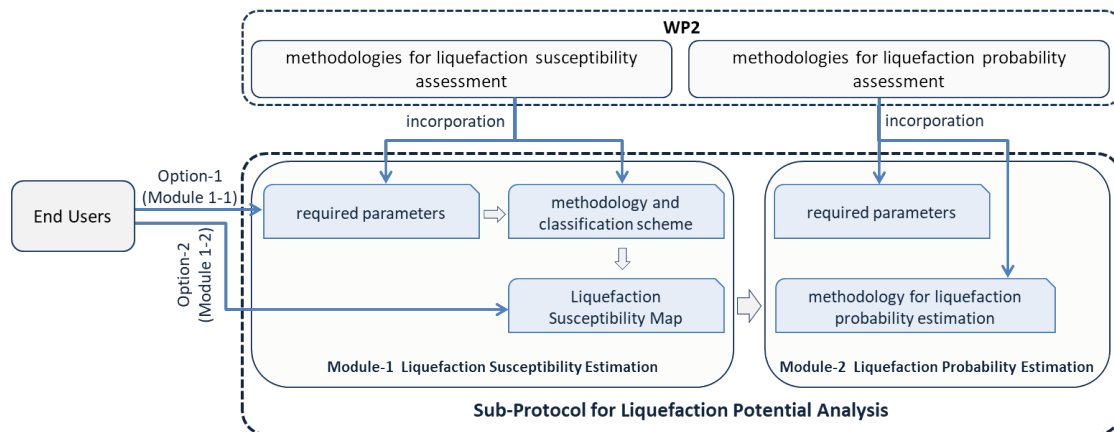 WP2
methodologies for liquefaction susceptibility
assessment
methodologies for liquefaction probability
assessment
incorporation
incorporation
End Users
Option-1
(Module 1-1)
Option-2
(Module 1-2)
required parameters
methodology and
classification scheme
Liquefaction
Susceptibility Map
Module-1 Liquefaction Susceptibility Estimation
required parameters
methodology for liquefaction
probability estimation
Module-2 Liquefaction Probability Estimation
Sub-Protocol for Liquefaction Potential Analysis